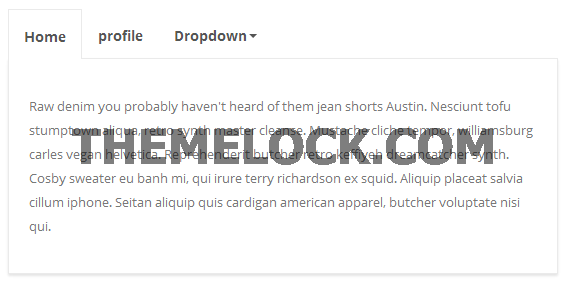 Home profile Dropdown
Raw denim you probably haven't heard of them jean shorts Austin. Nesciunt tofu
stumptown aliqua, retro synth master cleanse. Mustache cliche tempor, williamsburg
THEMELOCK.COM
carles vegan helvetica. Reprehenderit butcher retro keffiyeh dreamcatcher synth.
Cosby sweater eu banh mi, qui irure terry richardson ex squid. Aliquip placeat salvia
cillum iphone. Seitan aliquip quis cardigan american apparel, butcher voluptate nisi
qui.